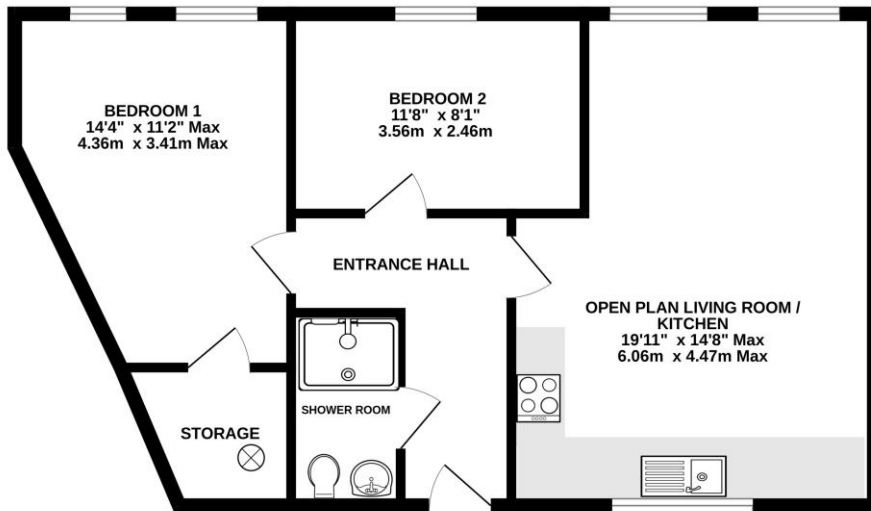 BEDROOM 1
14'4" x 11'2" Max
4.36m x 3.41m Max
BEDROOM 2
11'8" x 8'1"
3.56m x 2.46m
ENTRANCE HALL
OPEN PLAN LIVING ROOM /
KITCHEN
19'11" x 14'8" Max
6.06m x 4.47m Max
SHOWER ROOM
STORAGE